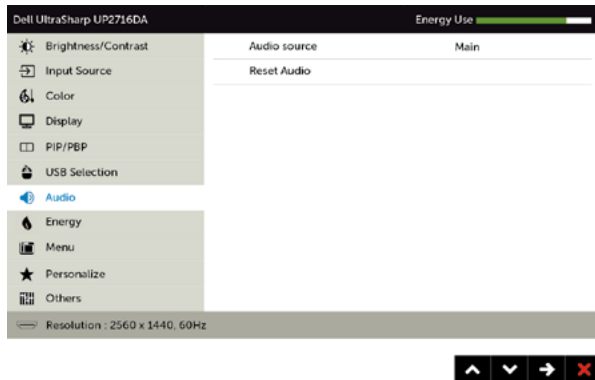 Dell UltraSharp UP2716DA Energy Use
Brightness/Contrast Audio source Main
Input Source Reset Audio
Color
Display
PIP/PBP
USB Selection
Audio
Energy
Menu
Personalize
Others
Resolution : 2560 x 1440, 60Hz